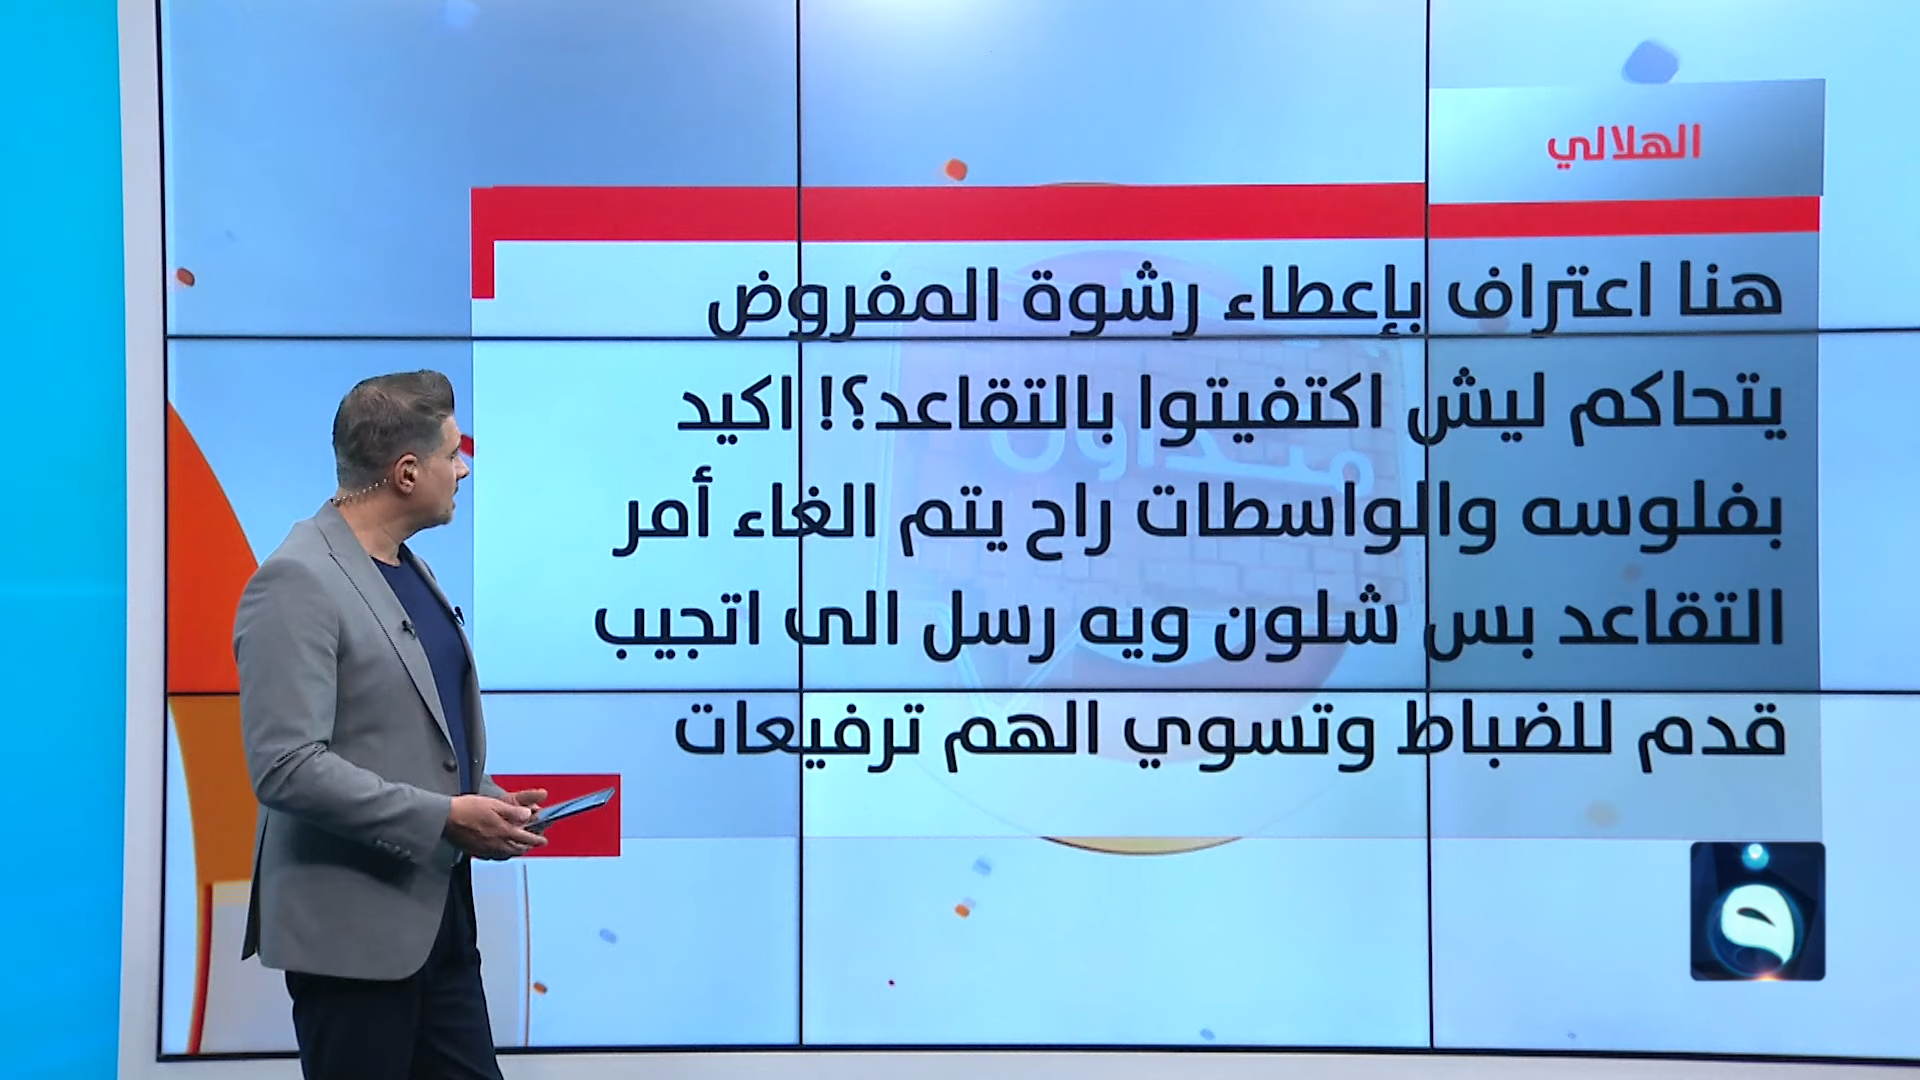 الهلالي
هنا اعتراف بإعطاء رشوة المفروض
يتحاكم ليش اكتفيتوا بالتقاعد؟! اكيد
بفلوسه والواسطات راح يتم الغاء أمر
التقاعد بس شلون ويه رسل الى اتجيب
قدم للضباط وتسوي الهم ترفيعات
متداول